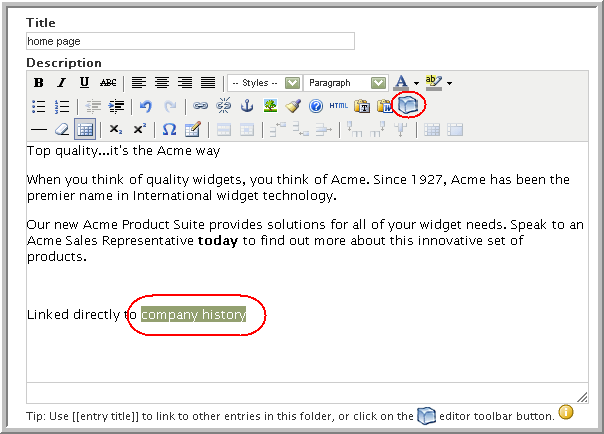 Title
home page
Description
B I U ABC -- Styles -- Paragraph A ab
HTML T W
x₂ x² Ω
Top quality...it's the Acme way
When you think of quality widgets, you think of Acme. Since 1927, Acme has been the
premier name in International widget technology.
Our new Acme Product Suite provides solutions for all of your widget needs. Speak to an
Acme Sales Representative today to find out more about this innovative set of
products.
Linked directly to company history
Tip: Use [[entry title]] to link to other entries in this folder, or click on the editor toolbar button.